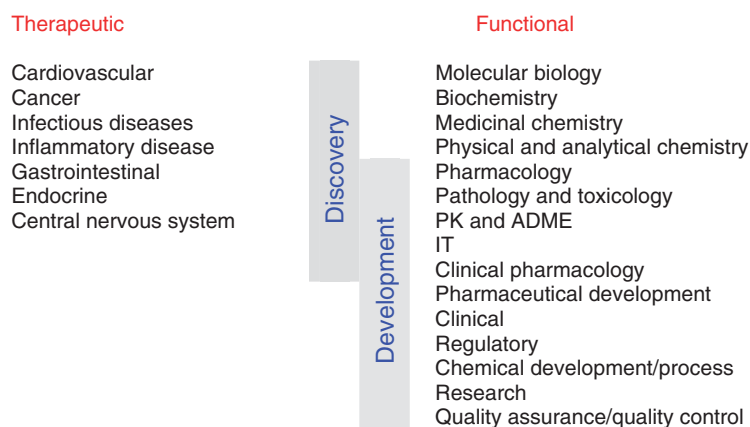 Therapeutic
Cardiovascular
Cancer
Infectious diseases
Inflammatory disease
Gastrointestinal
Endocrine
Central nervous system
Discovery
Development
Functional
Molecular biology
Biochemistry
Medicinal chemistry
Physical and analytical chemistry
Pharmacology
Pathology and toxicology
PK and ADME
IT
Clinical pharmacology
Pharmaceutical development
Clinical
Regulatory
Chemical development/process
Research
Quality assurance/quality control